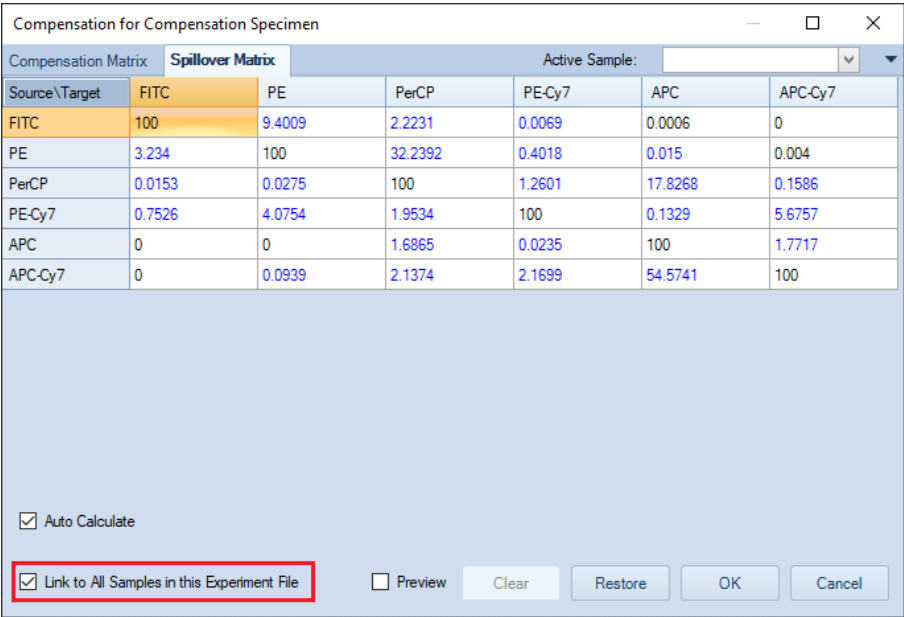 Compensation for Compensation Specimen
Compensation Matrix Spillover Matrix Active Sample:
Source\Target FITC PE PerCP PE-Cy7 APC APC-Cy7
FITC 100 9.4009 2.2231 0.0069 0.0006 0
PE 3.234 100 32.2392 0.4018 0.015 0.004
PerCP 0.0153 0.0275 100 1.2601 17.8268 0.1586
PE-Cy7 0.7526 4.0754 1.9534 100 0.1329 5.6757
APC 0 0 1.6865 0.0235 100 1.7717
APC-Cy7 0 0.0939 2.1374 2.1699 54.5741 100
Auto Calculate
Link to All Samples in this Experiment File Preview Clear Restore OK Cancel